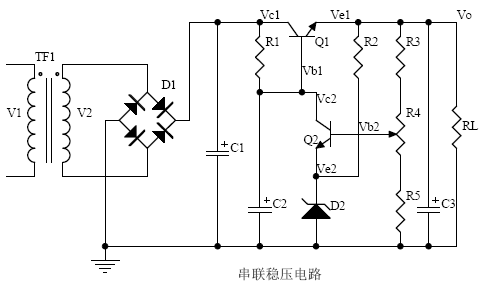 Vc1 Ve1 Vo
R1 Q1 R2 R3
TF1
Vb1
D1
Vc2
V1 V2 R4
Vb2 RL
Q2
C1
Ve2
C2 D2 R5 C3
串联稳压电路